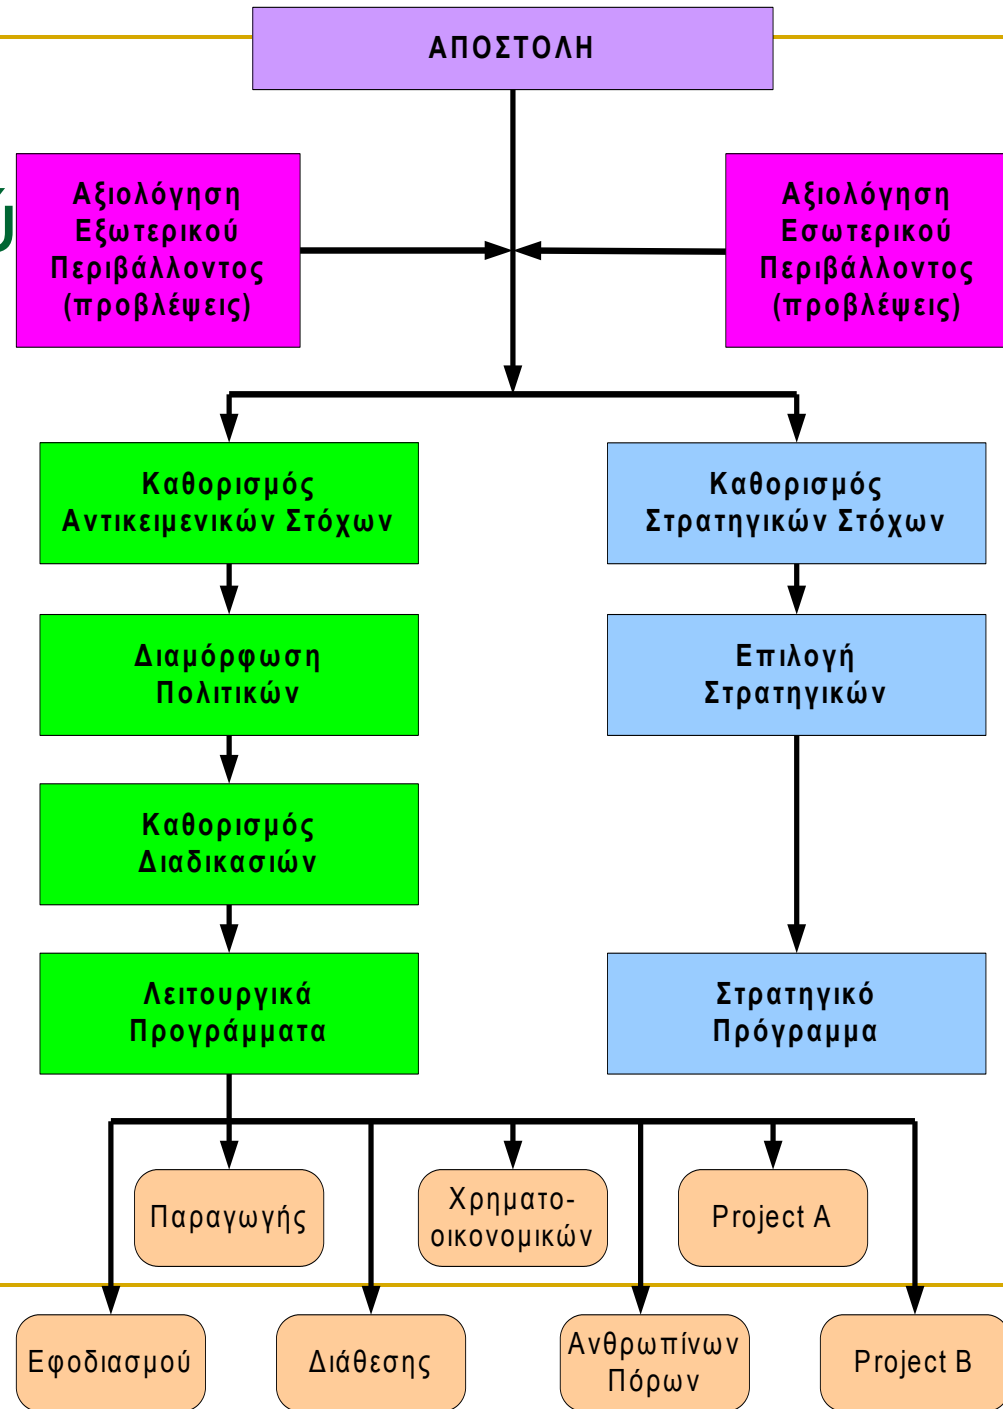 ΑΠΟΣΤΟΛΗ
Αξιολόγηση
Εξωτερικού
Περιβάλλοντος
(προβλέψεις)
Αξιολόγηση
Εσωτερικού
Περιβάλλοντος
(προβλέψεις)
Καθορισμός
Αντικειμενικών Στόχων
Καθορισμός
Στρατηγικών Στόχων
Διαμόρφωση
Πολιτικών
Επιλογή
Στρατηγικών
Καθορισμός
Διαδικασιών
Λειτουργικά
Προγράμματα
Στρατηγικό
Πρόγραμμα
Παραγωγής
Χρηματο-
οικονομικών
Project A
Εφοδιασμού
Διάθεσης
Ανθρωπίνων
Πόρων
Project B